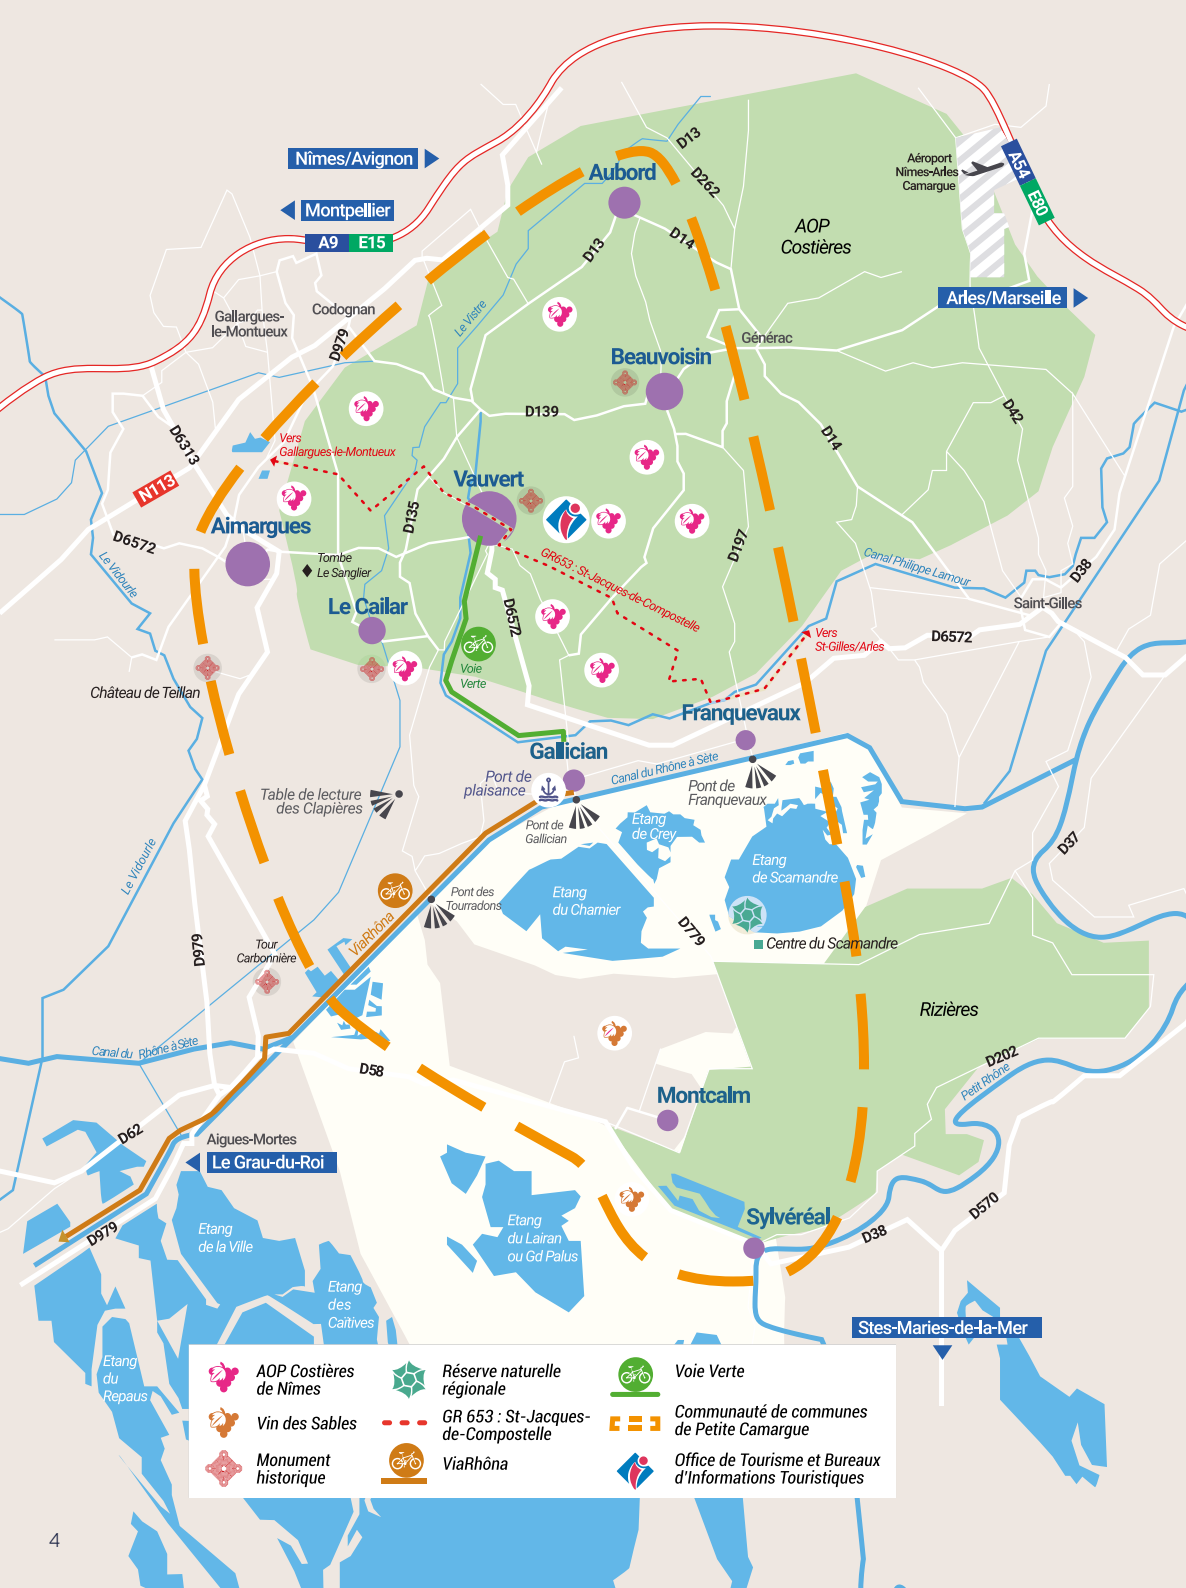 D13
Nîmes/Avignon
Aubord
D262
Aéroport
Nîmes-Arles
Camargue
A54
E80
Montpellier
A9 E15
D13
D14
AOP
Costières
Arles/Marseille
Le Vistre
Codognan
Gallargues-
le-Montueux
D979
Générac
Beauvoisin
D139
D42
D14
D6313
Vers
Gallargues-le-Montueux
N113
Vauvert
Aimargues
D135
D6572
Le Vidourle
Tombe
Le Sanglier
D197
GR653 : St-Jacques-de-Compostelle
Canal Philippe Lamour
D38
Le Cailar
D6572
Saint-Gilles
Vers
St-Gilles/Arles
D6572
Voie
Verte
Château de Teillan
Franquevaux
Gallician
Port de
plaisance
Canal du Rhône à Sète
Pont de
Franquevaux
Table de lecture
des Clapières
Pont de
Gallician
Etang
de Crey
D37
Le Vidourle
Etang
de Scamandre
Pont des
Tourradons
Etang
du Charnier
D779
ViaRhôna
Centre du Scamandre
D979
Tour
Carbonnière
Rizières
Canal du Rhône à Sète
D58
D202
Petit Rhône
Montcalm
D62
Aigues-Mortes
Le Grau-du-Roi
D979
Etang
de la Ville
Etang
du Lairan
ou Gd Palus
Sylvéréal
D38
D570
Etang
des
Caïtives
Stes-Maries-de-la-Mer
Etang
du
Repaus
AOP Costières
de Nîmes
Vin des Sables
Monument
historique
Réserve naturelle
régionale
GR 653 : St-Jacques-
de-Compostelle
ViaRhôna
Voie Verte
Communauté de communes
de Petite Camargue
Office de Tourisme et Bureaux
d'Informations Touristiques
4